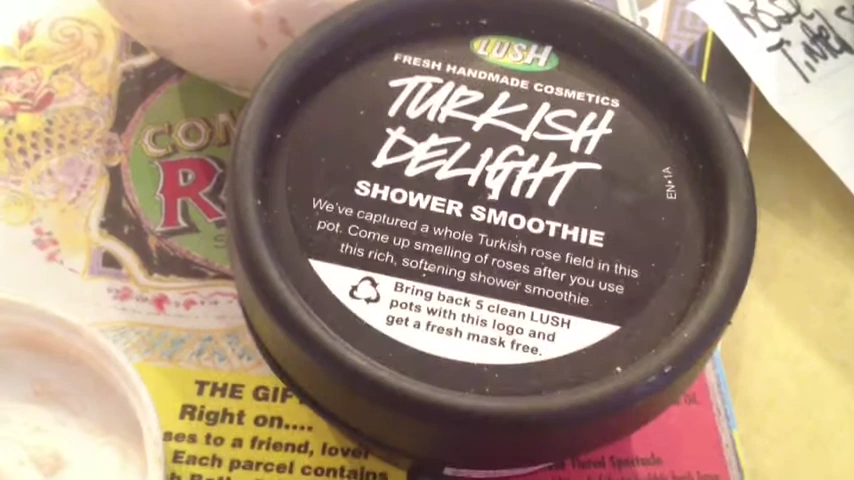 LUSH
FRESH HANDMADE COSMETICS
TURKISH
DELIGHT
SHOWER SMOOTHIE
We've captured a whole Turkish rose field in this
pot. Come up smelling of roses after you use
this rich, softening shower smoothie.
EN•1A
Bring back 5 clean LUSH
pots with this logo and
get a fresh mask free.
THE GIF
Right on....
ses to a friend, lover
Each parcel contains